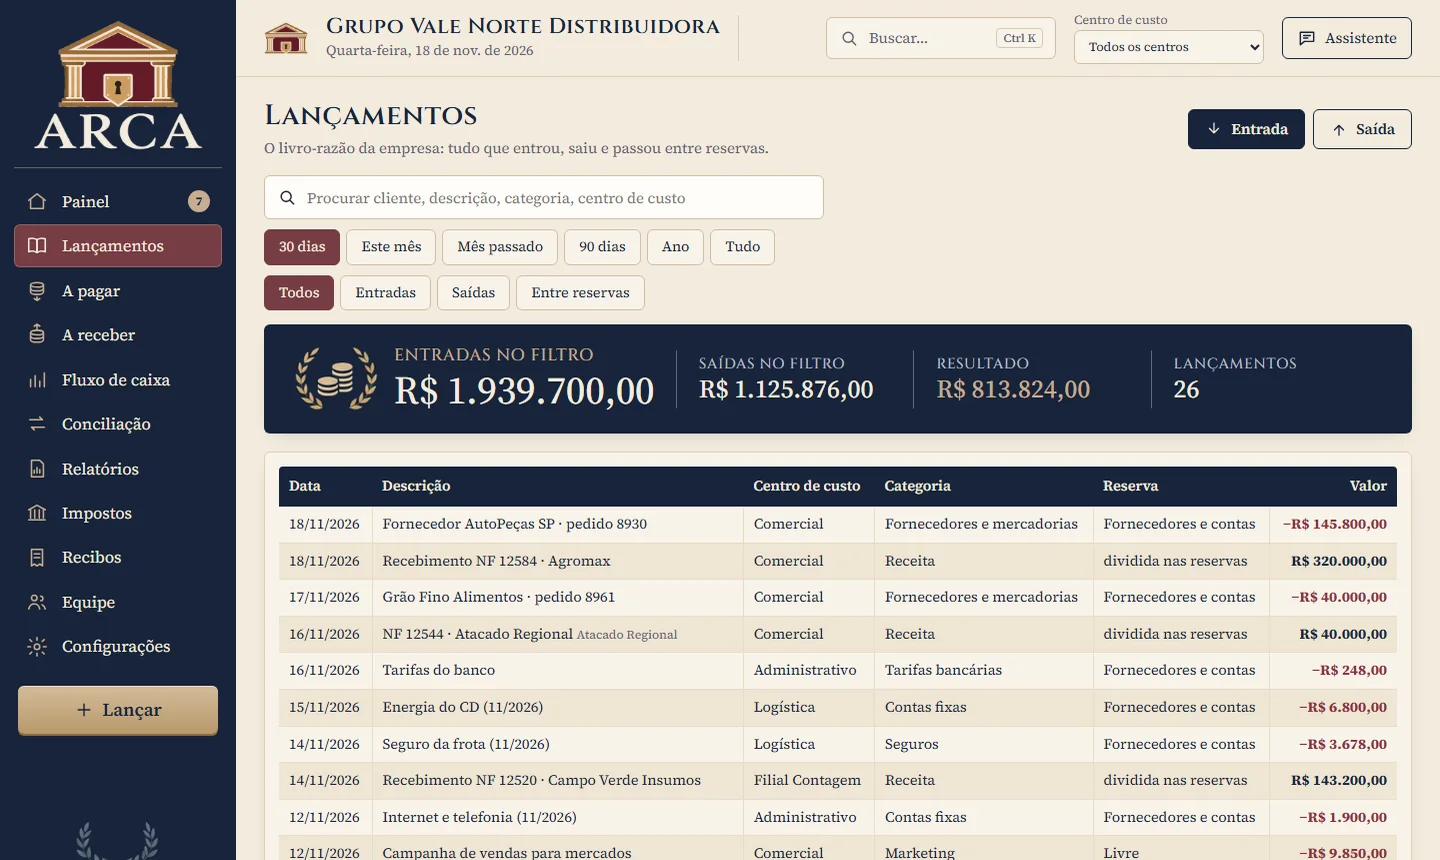 ARCA
Painel 7
Lançamentos
A pagar
A receber
Fluxo de caixa
Conciliação
Relatórios
Impostos
Recibos
Equipe
Configurações
+ Lançar
Grupo Vale Norte Distribuidora
Quarta-feira, 18 de nov. de 2026
Buscar... Ctrl K
Centro de custo
Todos os centros
Assistente
Lançamentos
O livro-razão da empresa: tudo que entrou, saiu e passou entre reservas.
↓ Entrada
↑ Saída
Procurar cliente, descrição, categoria, centro de custo
30 dias Este mês Mês passado 90 dias Ano Tudo
Todos Entradas Saídas Entre reservas
ENTRADAS NO FILTRO
R$ 1.939.700,00
SAÍDAS NO FILTRO
R$ 1.125.876,00
RESULTADO
R$ 813.824,00
LANÇAMENTOS
26
Data Descrição Centro de custo Categoria Reserva Valor
18/11/2026 Fornecedor AutoPeças SP · pedido 8930 Comercial Fornecedores e mercadorias Fornecedores e contas −R$ 145.800,00
18/11/2026 Recebimento NF 12584 · Agromax Comercial Receita dividida nas reservas R$ 320.000,00
17/11/2026 Grão Fino Alimentos · pedido 8961 Comercial Fornecedores e mercadorias Fornecedores e contas −R$ 40.000,00
16/11/2026 NF 12544 · Atacado Regional Atacado Regional Comercial Receita dividida nas reservas R$ 40.000,00
16/11/2026 Tarifas do banco Administrativo Tarifas bancárias Fornecedores e contas −R$ 248,00
15/11/2026 Energia do CD (11/2026) Logística Contas fixas Fornecedores e contas −R$ 6.800,00
14/11/2026 Seguro da frota (11/2026) Logística Seguros Fornecedores e contas −R$ 3.678,00
14/11/2026 Recebimento NF 12520 · Campo Verde Insumos Filial Contagem Receita dividida nas reservas R$ 143.200,00
12/11/2026 Internet e telefonia (11/2026) Administrativo Contas fixas Fornecedores e contas −R$ 1.900,00
12/11/2026 Campanha de vendas para mercados Comercial Marketing Livre −R$ 9.850,00